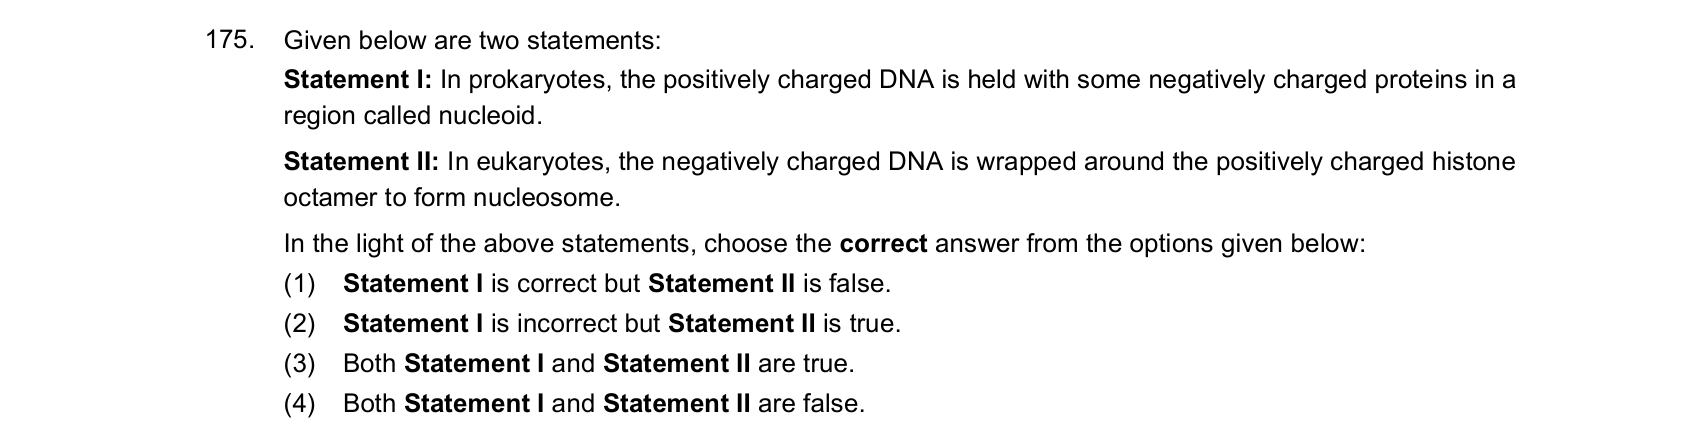 175. Given below are two statements:
Statement I: In prokaryotes, the positively charged DNA is held with some negatively charged proteins in a
region called nucleoid.
Statement II: In eukaryotes, the negatively charged DNA is wrapped around the positively charged histone
octamer to form nucleosome.
In the light of the above statements, choose the correct answer from the options given below:
(1) Statement I is correct but Statement II is false.
(2) Statement I is incorrect but Statement II is true.
(3) Both Statement I and Statement II are true.
(4) Both Statement I and Statement II are false.